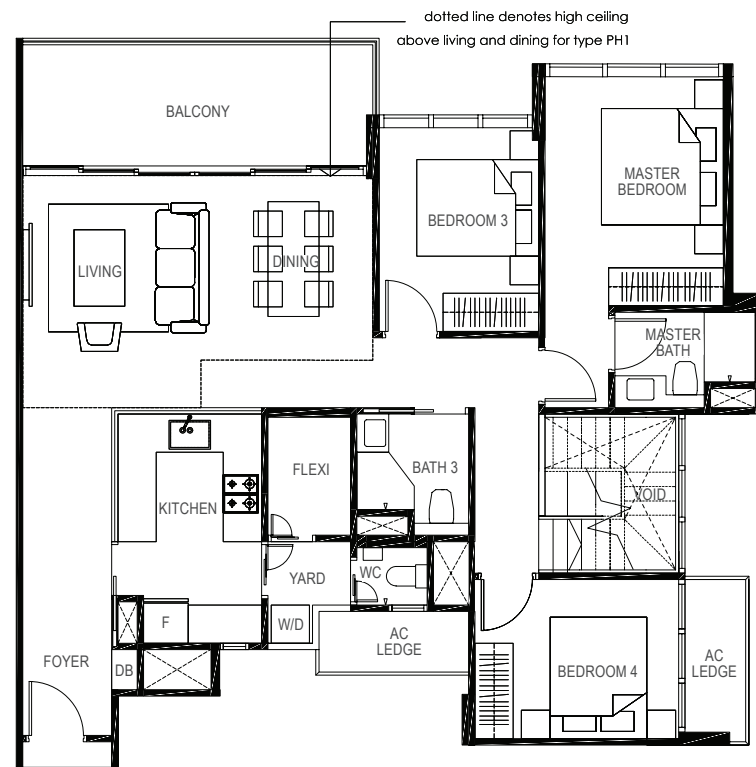 dotted line denotes high ceiling
above living and dining for type PH1
BALCONY
MASTER
BEDROOM
BEDROOM 3
LIVING
DINING
MASTER
BATH
FLEXI
BATH 3
KITCHEN
VOID
YARD
WC
F
W/D
AC
LEDGE
FOYER
DB
BEDROOM 4
AC
LEDGE